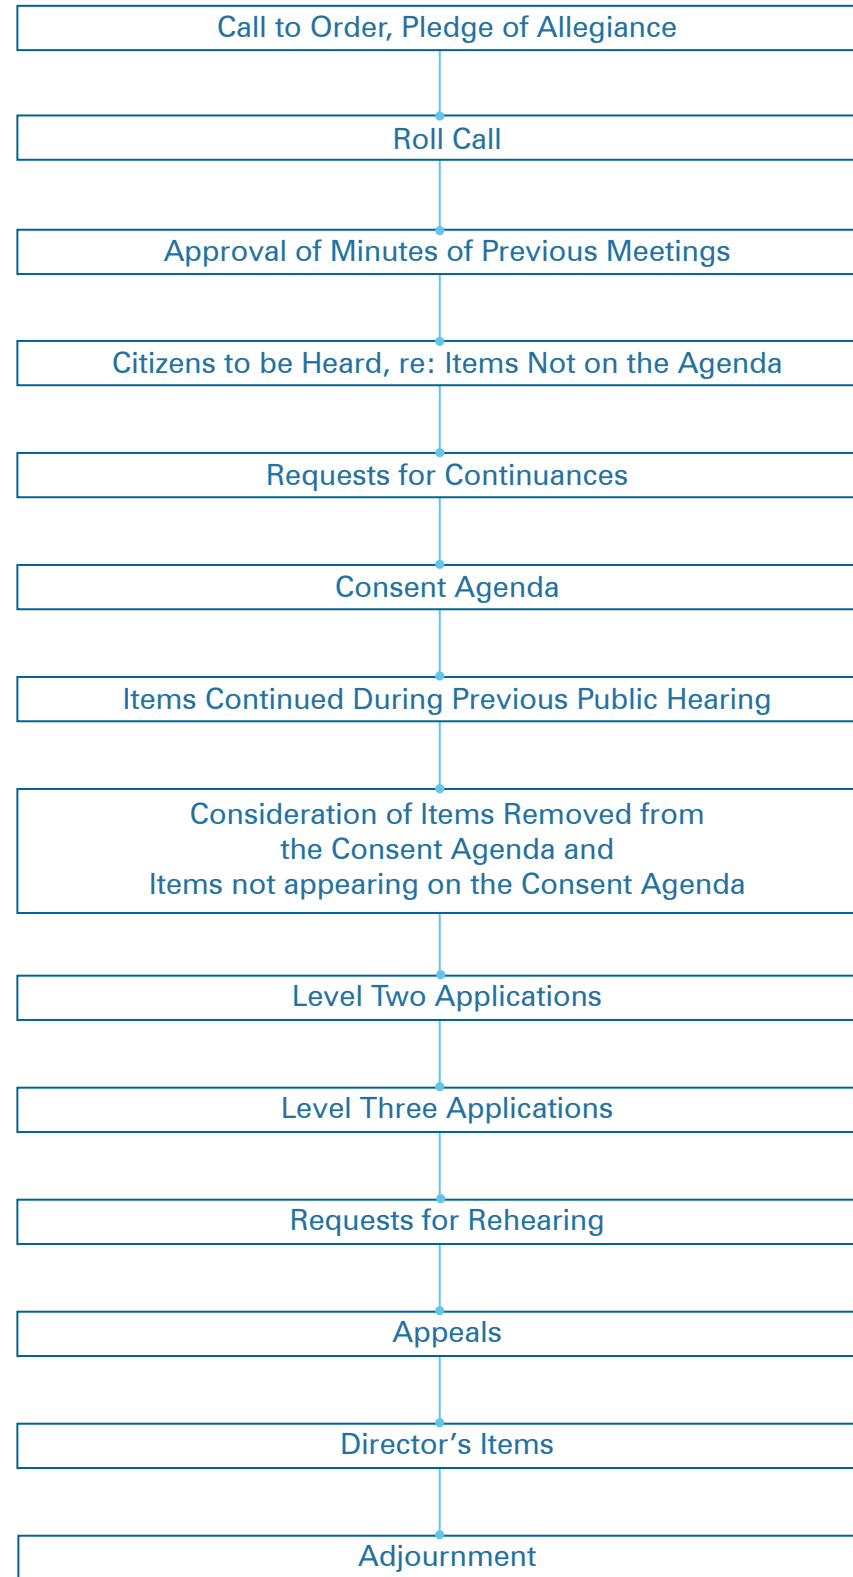 Call to Order, Pledge of Allegiance
Roll Call
Approval of Minutes of Previous Meetings
Citizens to be Heard, re: Items Not on the Agenda
Requests for Continuances
Consent Agenda
Items Continued During Previous Public Hearing
Consideration of Items Removed from
the Consent Agenda and
Items not appearing on the Consent Agenda
Level Two Applications
Level Three Applications
Requests for Rehearing
Appeals
Director’s Items
Adjournment